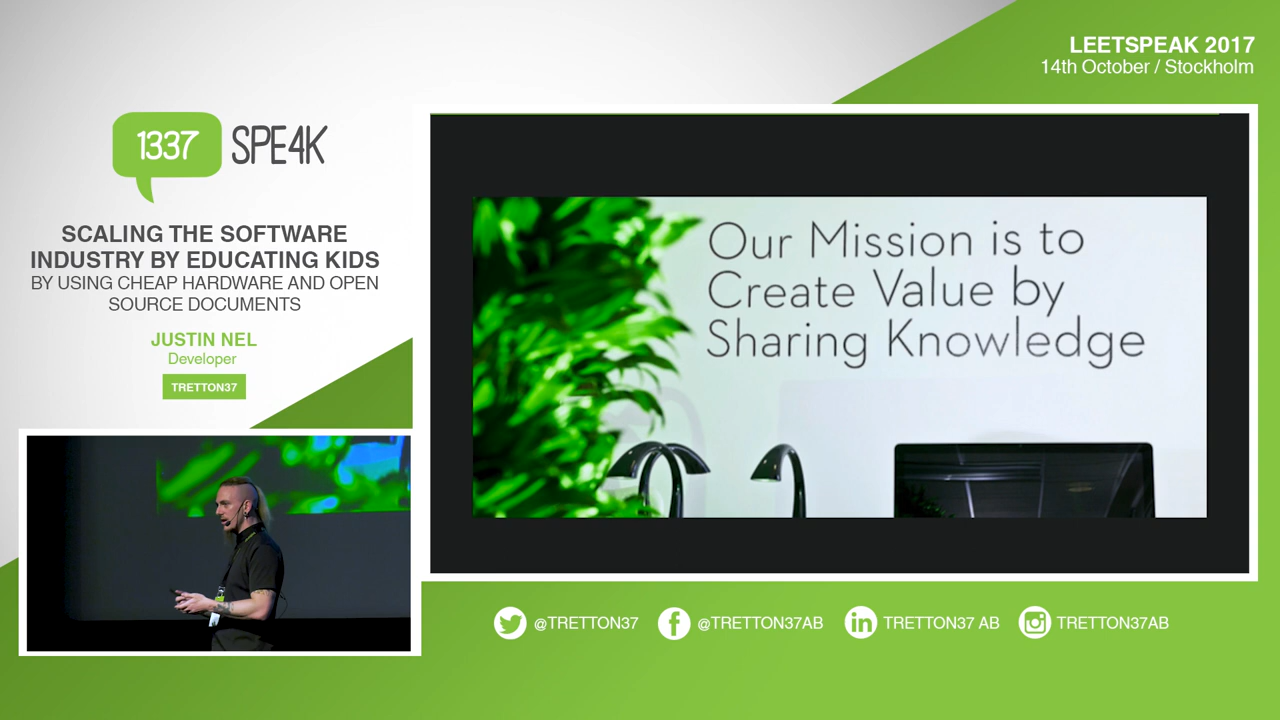 LEETSPEAK 2017
14th October / Stockholm
1337 SPE4K
SCALING THE SOFTWARE
INDUSTRY BY EDUCATING KIDS
BY USING CHEAP HARDWARE AND OPEN
SOURCE DOCUMENTS
JUSTIN NEL
Developer
TRETTON37
Our Mission is to
Create Value by
Sharing Knowledge
@TRETTON37 @TRETTON37AB TRETTON37 AB TRETTON37AB